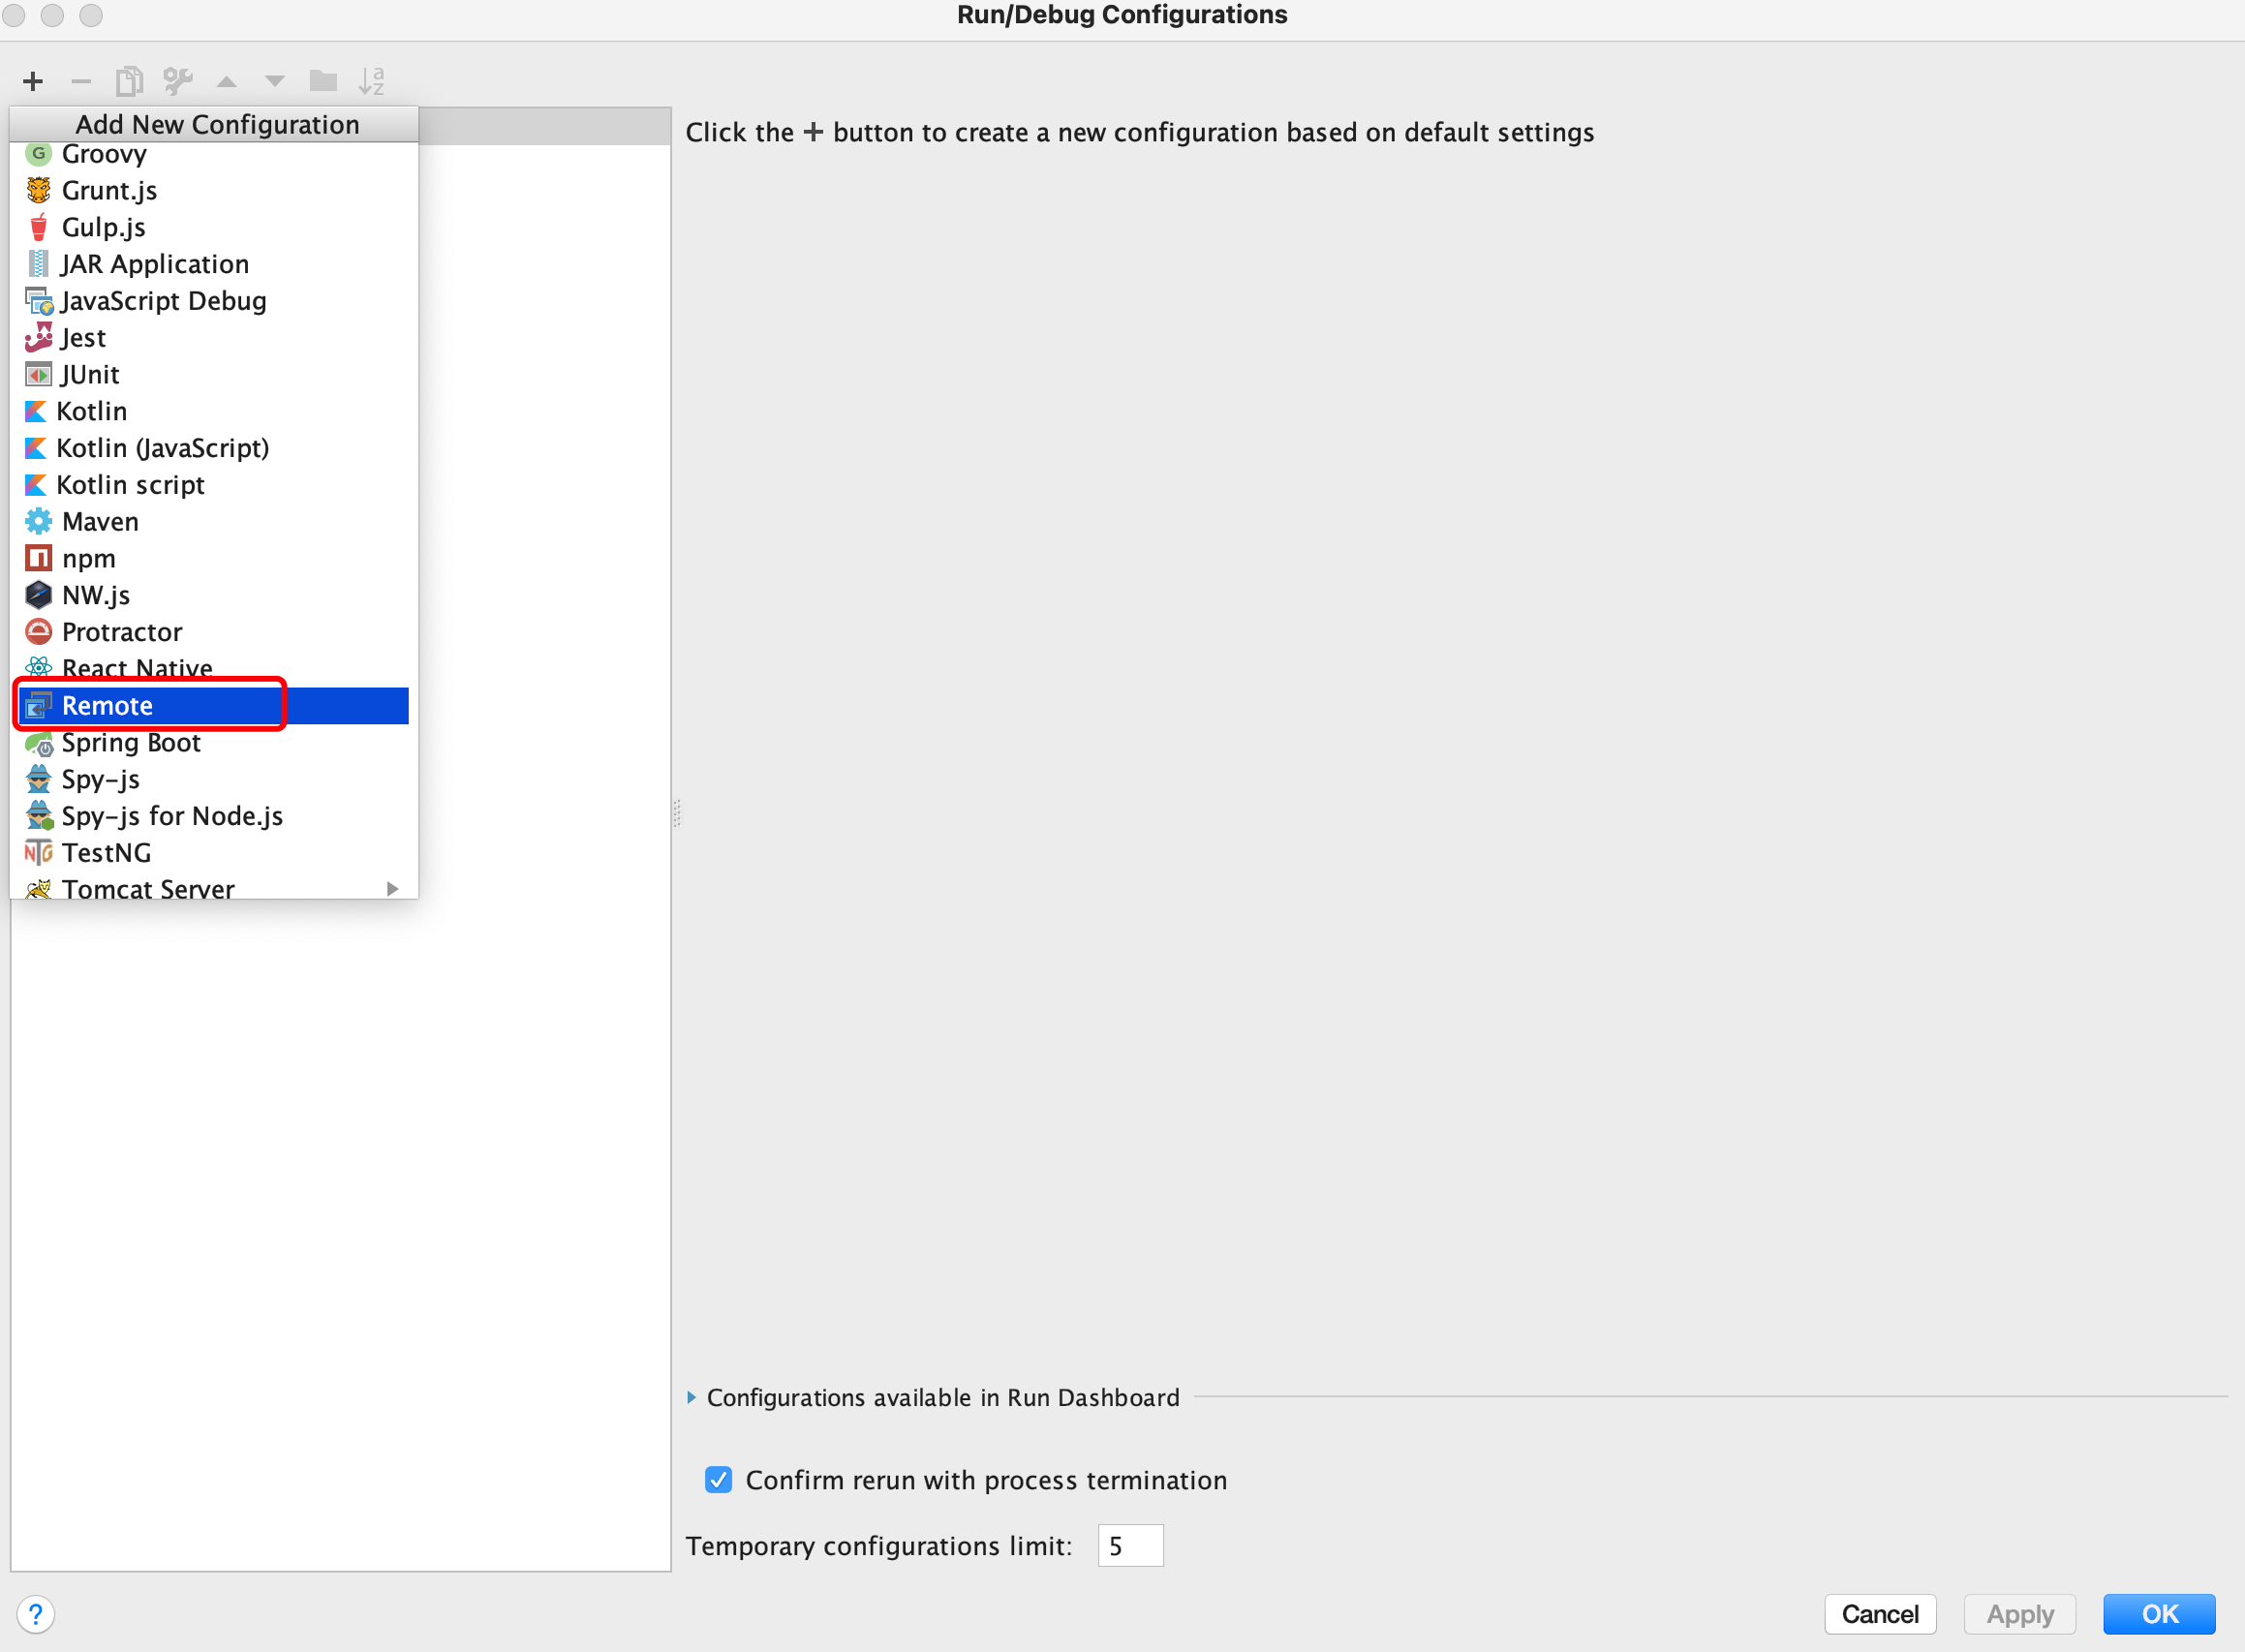 Run/Debug Configurations
Add New Configuration
Click the + button to create a new configuration based on default settings
Groovy
Grunt.js
Gulp.js
JAR Application
JavaScript Debug
Jest
JUnit
Kotlin
Kotlin (JavaScript)
Kotlin script
Maven
npm
NW.js
Protractor
React Native
Remote
Spring Boot
Spy-js
Spy-js for Node.js
TestNG
Tomcat Server
Configurations available in Run Dashboard
Confirm rerun with process termination
Temporary configurations limit: 5
? Cancel Apply OK